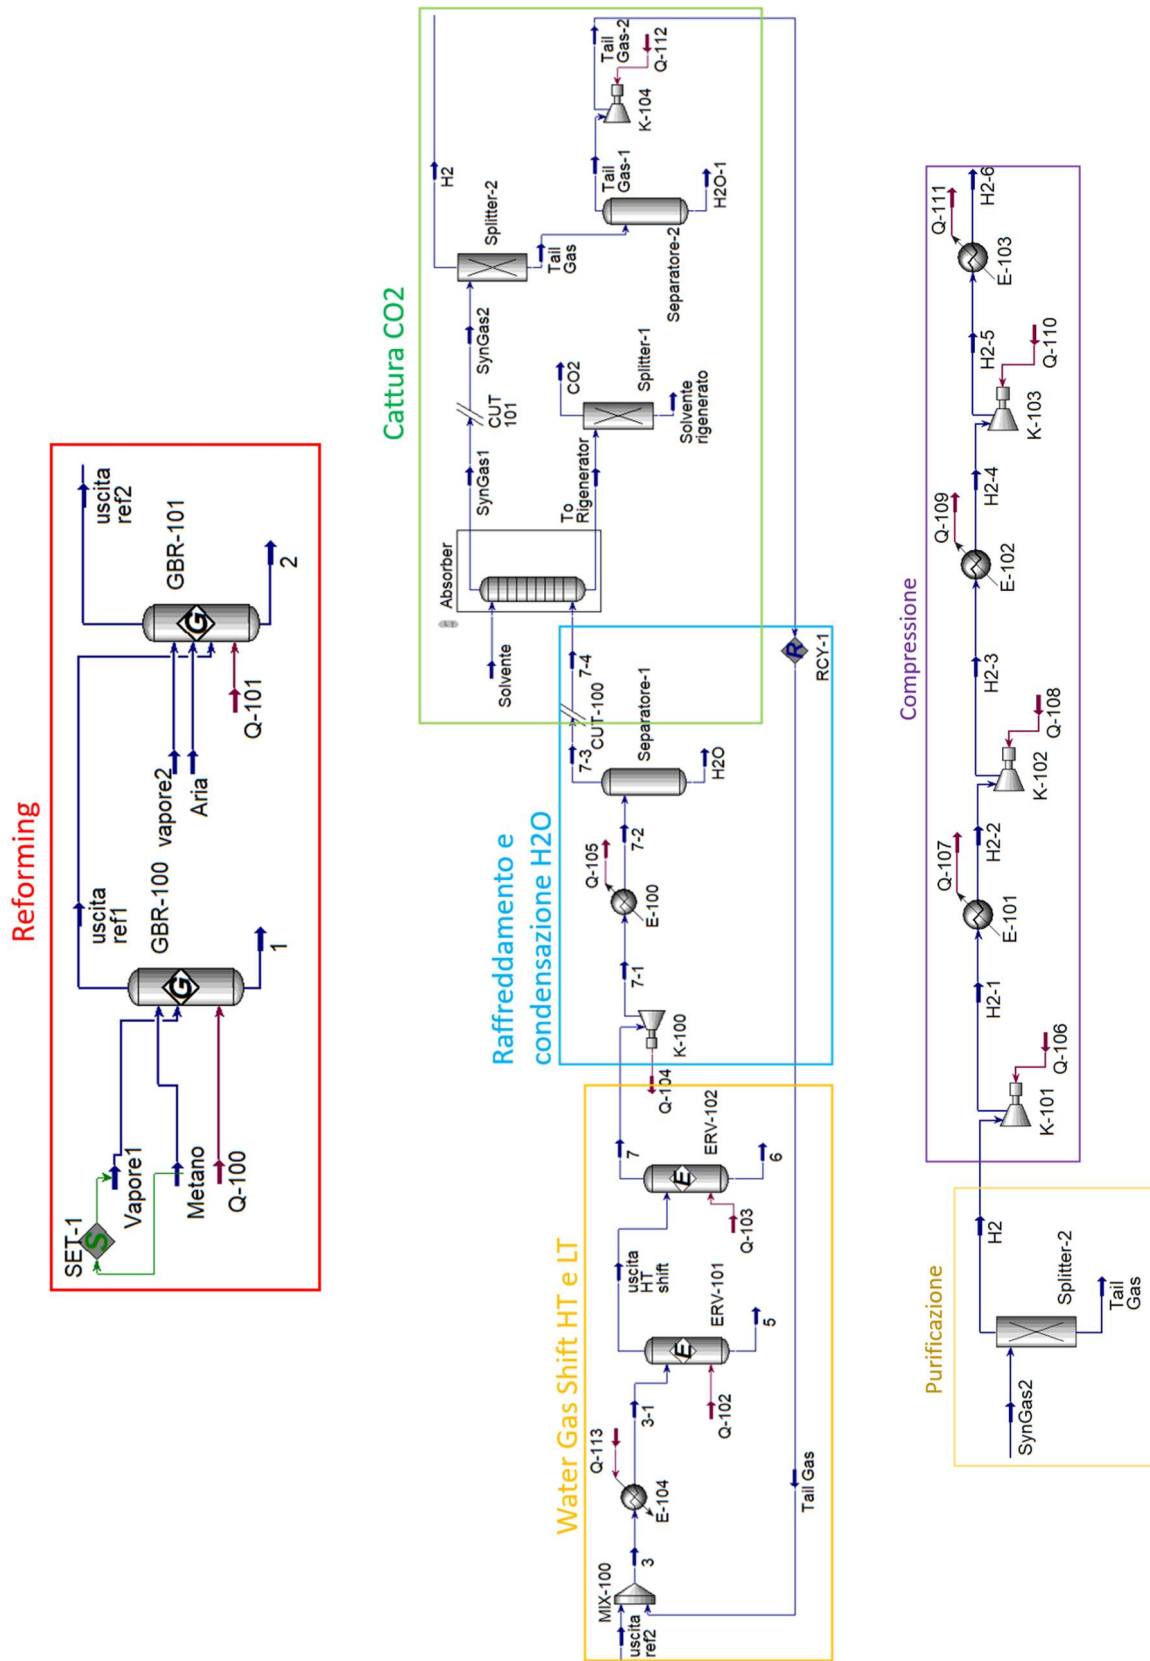 Reforming
SET-1
S
Vapore1
Metano
Q-100
uscita
ref1
GBR-100
G
1
vapore2
Aria
Q-101
uscita
ref2
GBR-101
G
2
Water Gas Shift HT e LT
uscita
ref2
MIX-100
3
Q-113
E-104
3-1
Q-102
E
ERV-101
5
uscita
HT
shift
Q-103
E
ERV-102
6
7
Tail Gas
Raffreddamento e
condensazione H2O
Q-104
K-100
7-1
Q-105
E-100
7-2
Separatore-1
H2O
7-3
CUT-100
7-4
R
RCY-1
Cattura CO2
Solvente
Absorber
SynGas1
To
Rigenerator
CUT
101
SynGas2
CO2
Splitter-1
Solvente
rigenerato
Splitter-2
H2
Tail
Gas
Separatore-2
H2O-1
Tail
Gas-1
K-104
Tail
Gas-2
Q-112
Purificazione
SynGas2
Splitter-2
Tail
Gas
H2
Compressione
K-101
Q-106
H2-1
Q-107
E-101
H2-2
K-102
Q-108
H2-3
Q-109
E-102
H2-4
K-103
Q-110
H2-5
Q-111
E-103
H2-6